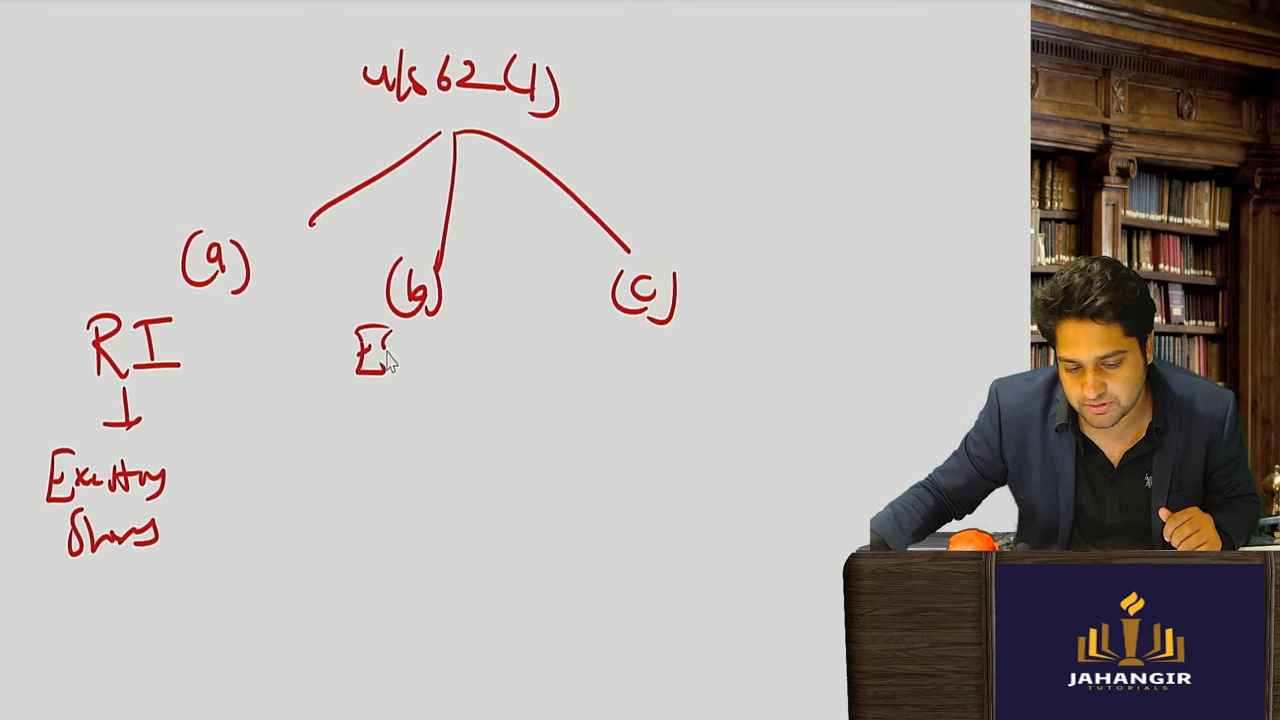 u/s 62 (1)
(a)
(b)
(c)
RI
E
Existing
Shares
JAHANGIR
TUTORIALS